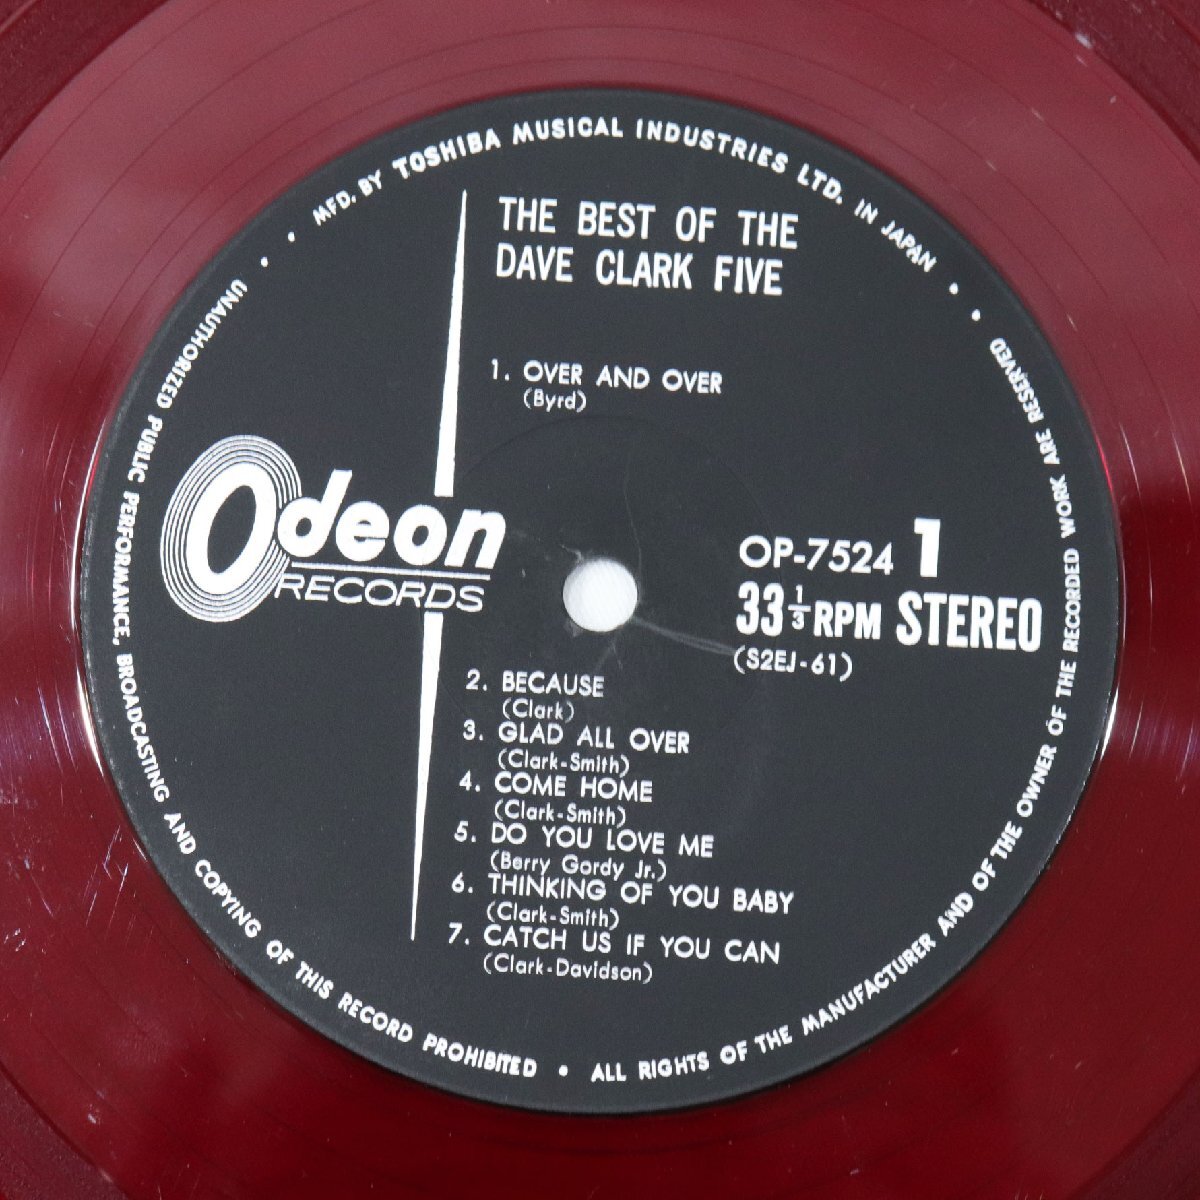 MFD. BY TOSHIBA MUSICAL INDUSTRIES LTD. IN JAPAN
THE BEST OF THE
DAVE CLARK FIVE
1. OVER AND OVER
(Byrd)
Odeon
RECORDS
OP-7524 1
33 1/3 RPM STEREO
(S2EJ-61)
2. BECAUSE
(Clark)
3. GLAD ALL OVER
(Clark-Smith)
4. COME HOME
(Clark-Smith)
5. DO YOU LOVE ME
(Berry Gordy Jr.)
6. THINKING OF YOU BABY
(Clark-Smith)
7. CATCH US IF YOU CAN
(Clark-Davidson)
UNAUTHORIZED PUBLIC PERFORMANCE, BROADCASTING AND COPYING OF THIS RECORD PROHIBITED • ALL RIGHTS OF THE MANUFACTURER AND OF THE OWNER OF THE RECORDED WORK ARE RESERVED